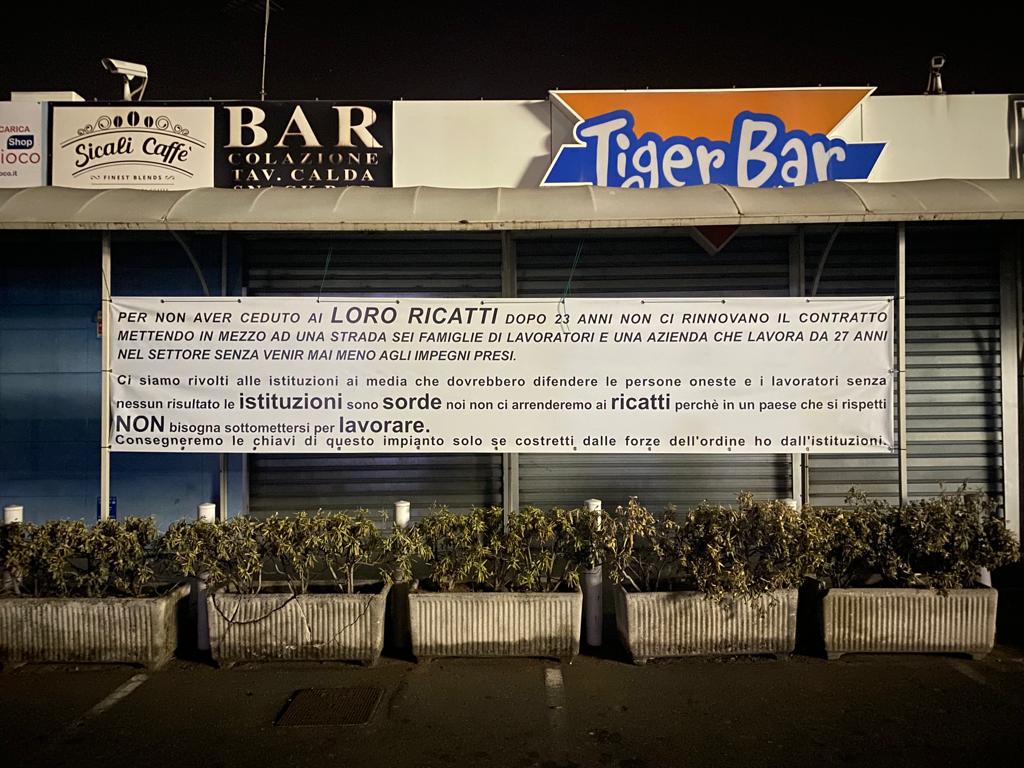 CARICA
Shop
GIOCO
Sicali Caffè
FINEST BLENDS
BAR
COLAZIONE
TAV. CALDA
SNACK BAR
Tiger Bar
PER NON AVER CEDUTO AI LORO RICATTI DOPO 23 ANNI NON CI RINNOVANO IL CONTRATTO
METTENDO IN MEZZO AD UNA STRADA SEI FAMIGLIE DI LAVORATORI E UNA AZIENDA CHE LAVORA DA 27 ANNI
NEL SETTORE SENZA VENIR MAI MENO AGLI IMPEGNI PRESI.
Ci siamo rivolti alle istituzioni ai media che dovrebbero difendere le persone oneste e i lavoratori senza
nessun risultato le istituzioni sono sorde noi non ci arrenderemo ai ricatti perchè in un paese che si rispetti
NON bisogna sottomettersi per lavorare.
Consegneremo le chiavi di questo impianto solo se costretti dalle forze dell'ordine ho dall'istituzioni.